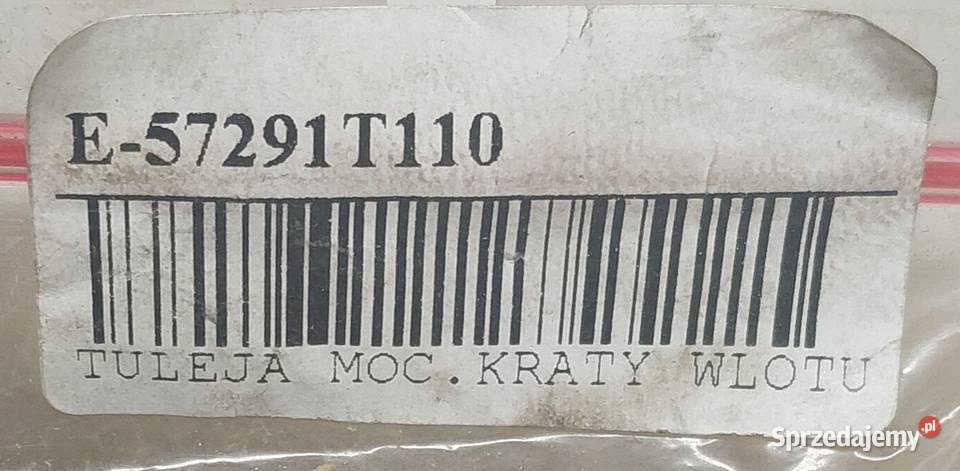 E-57291T110
TULEJA MOC.KRATY WLOTU
Sprzedajemy.pl